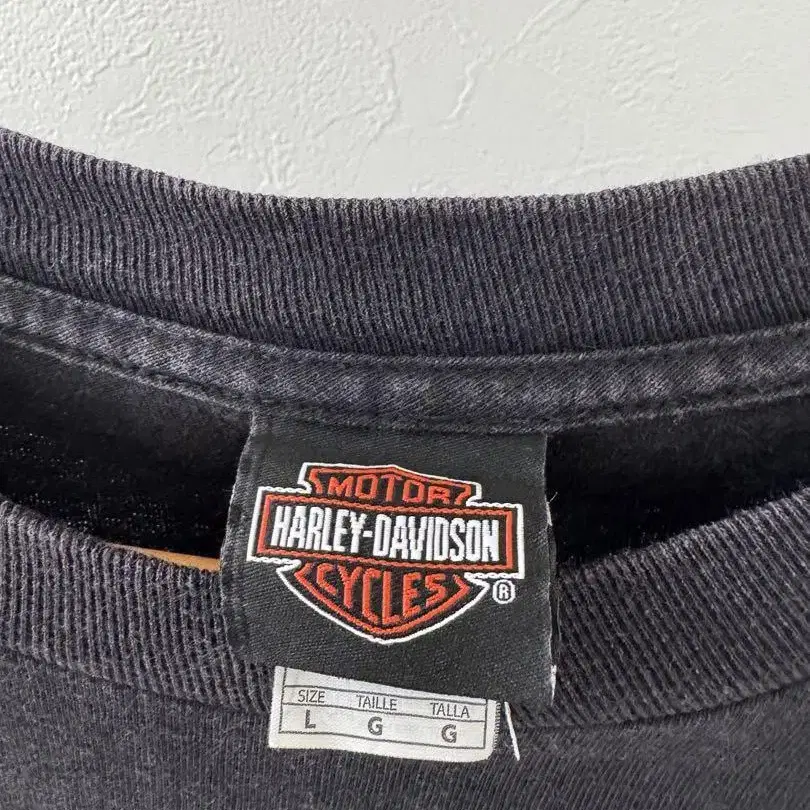 MOTOR
HARLEY-DAVIDSON
CYCLES
®
SIZE TAILLE TALLA
L G G